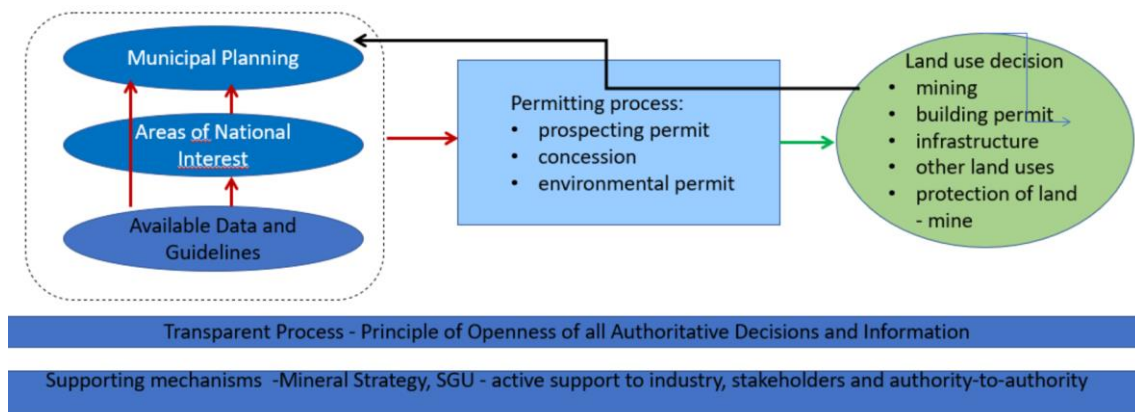 Municipal Planning
Areas of National
Interest
Available Data and
Guidelines
Permitting process:
• prospecting permit
• concession
• environmental permit
Land use decision
• mining
• building permit
• infrastructure
• other land uses
• protection of land
- mine
Transparent Process - Principle of Openness of all Authoritative Decisions and Information
Supporting mechanisms -Mineral Strategy, SGU - active support to industry, stakeholders and authority-to-authority